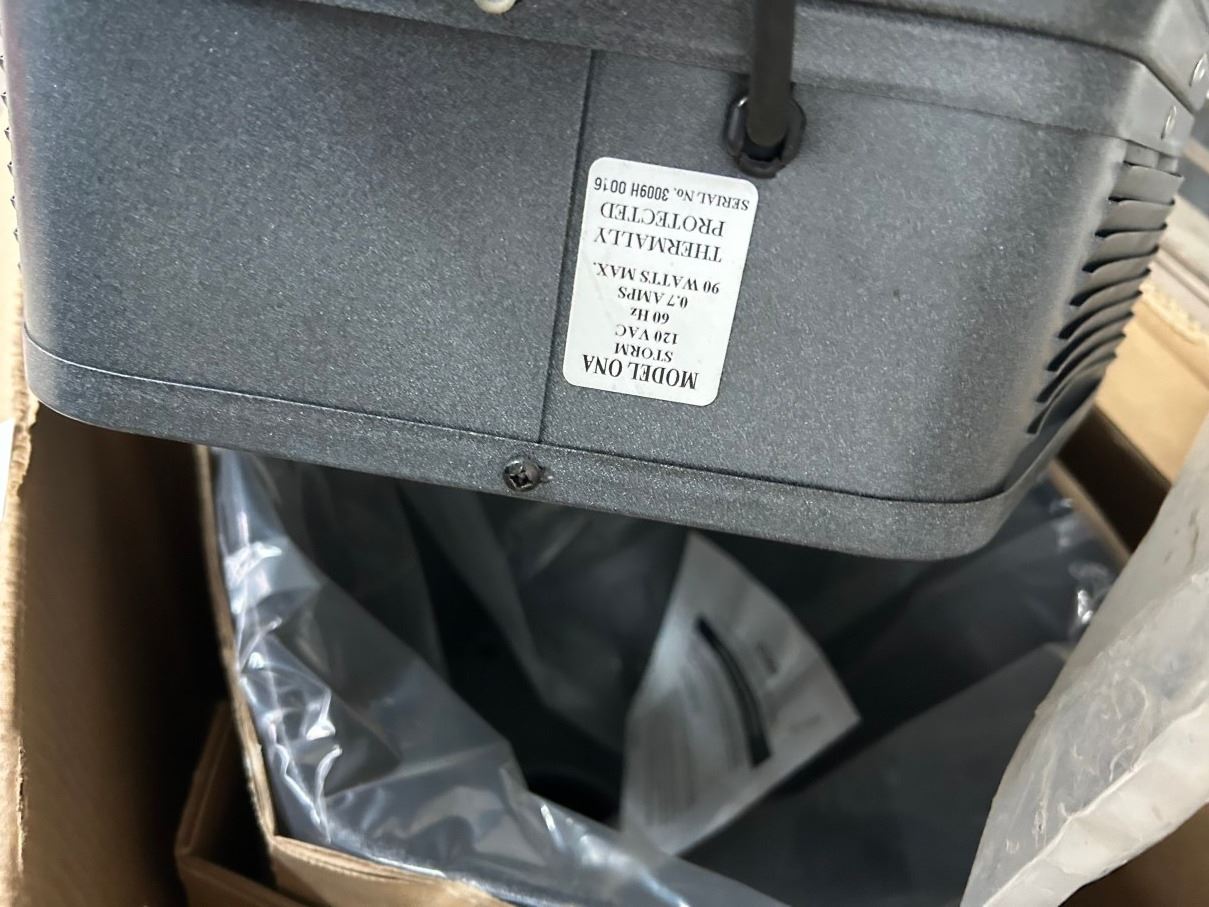 MODEL ONA
STORM
120 VAC
60 Hz
0.7 AMPS
90 WATTS MAX.
THERMALLY
PROTECTED
SERIAL No. 3009H 0016